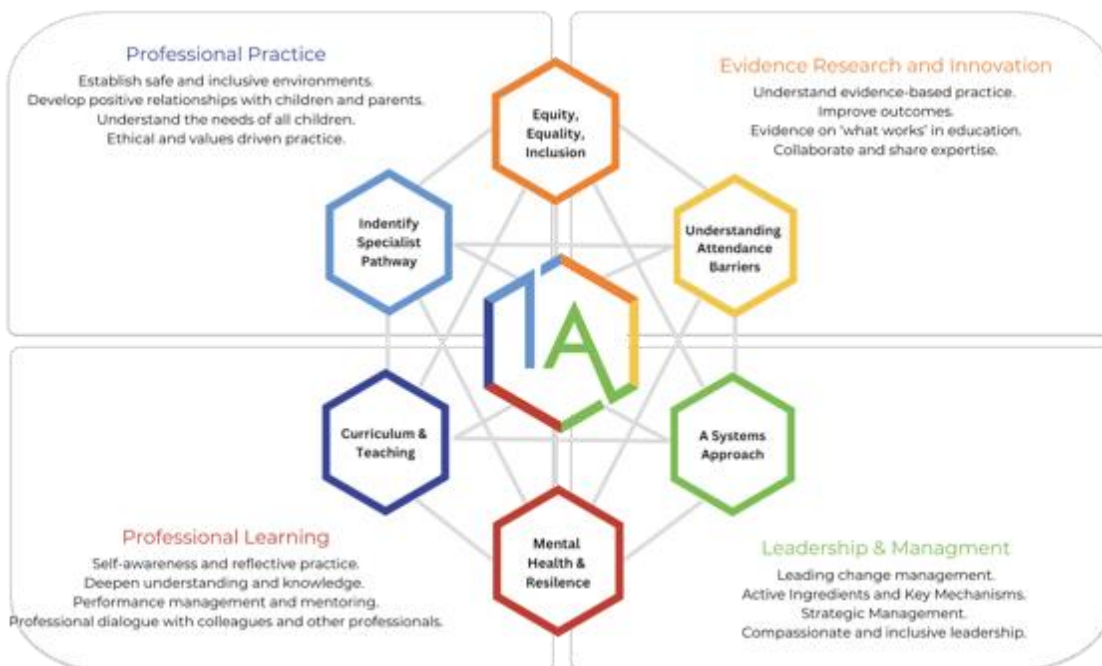 Professional Practice
Establish safe and inclusive environments.
Develop positive relationships with children and parents.
Understand the needs of all children.
Ethical and values driven practice.
Evidence Research and Innovation
Understand evidence-based practice.
Improve outcomes.
Evidence on 'what works' in education.
Collaborate and share expertise.
Equity,
Equality,
Inclusion
Indentify
Specialist
Pathway
Understanding
Attendance
Barriers
1A
Curriculum &
Teaching
A Systems
Approach
Mental
Health &
Resilence
Professional Learning
Self-awareness and reflective practice.
Deepen understanding and knowledge.
Performance management and mentoring.
Professional dialogue with colleagues and other professionals.
Leadership & Managment
Leading change management.
Active Ingredients and Key Mechanisms.
Strategic Management.
Compassionate and inclusive leadership.